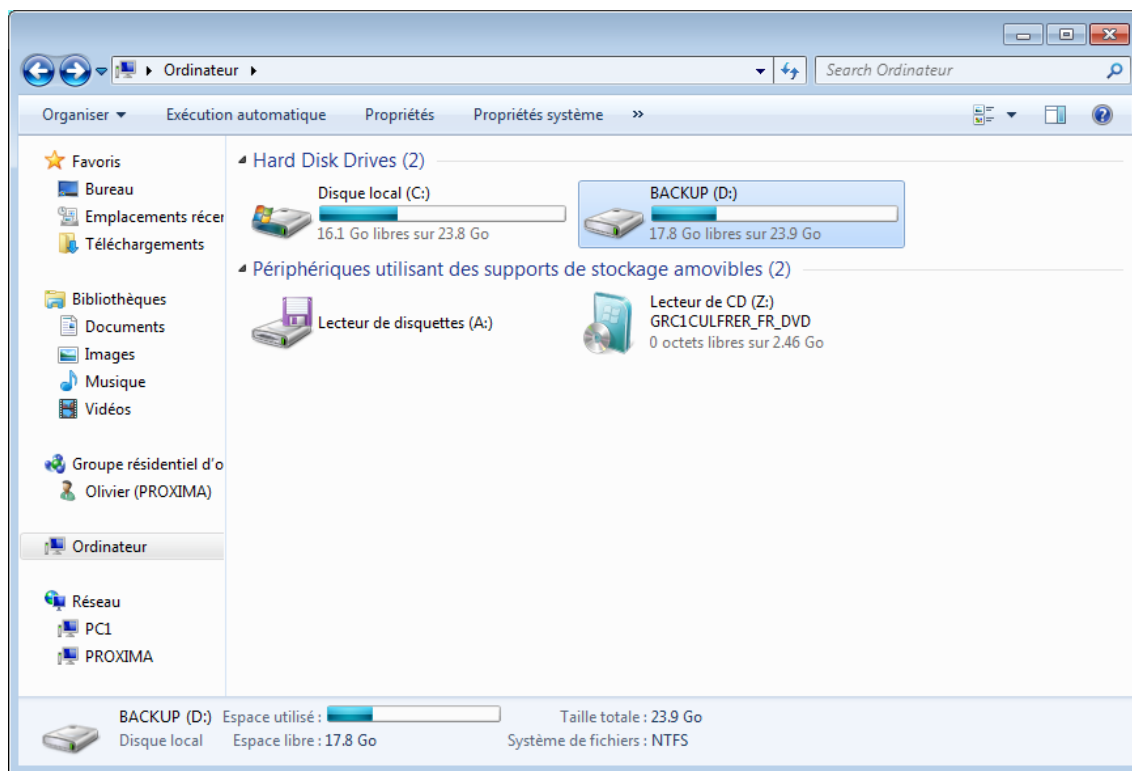 Ordinateur
Search Ordinateur
Organiser
Exécution automatique
Propriétés
Propriétés système
»
Favoris
Bureau
Emplacements récer
Téléchargements
Bibliothèques
Documents
Images
Musique
Vidéos
Groupe résidentiel d'o
Olivier (PROXIMA)
Ordinateur
Réseau
PC1
PROXIMA
Hard Disk Drives (2)
Disque local (C:)
16.1 Go libres sur 23.8 Go
BACKUP (D:)
17.8 Go libres sur 23.9 Go
Périphériques utilisant des supports de stockage amovibles (2)
Lecteur de disquettes (A:)
Lecteur de CD (Z:)
GRC1CULFRER_FR_DVD
0 octets libres sur 2.46 Go
BACKUP (D:) Espace utilisé : Taille totale : 23.9 Go
Disque local Espace libre : 17.8 Go Système de fichiers : NTFS